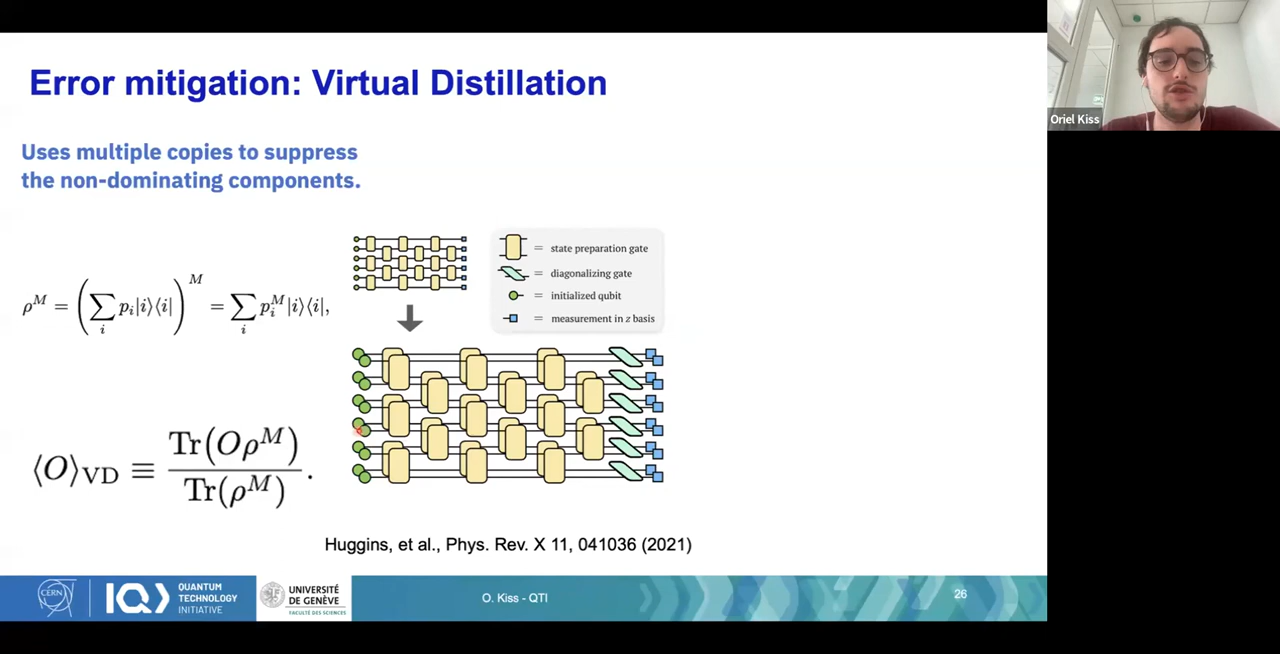 Error mitigation: Virtual Distillation
Uses multiple copies to suppress
the non-dominating components.
ρ^M = (∑_i p_i|i⟩⟨i|)^M = ∑_i p_i^M|i⟩⟨i|,
⟨O⟩_VD ≡ Tr(Oρ^M) / Tr(ρ^M) .
= state preparation gate
= diagonalizing gate
= initialized qubit
= measurement in z basis
Huggins, et al., Phys. Rev. X 11, 041036 (2021)
CERN
QUANTUM
TECHNOLOGY
INITIATIVE
UNIVERSITÉ
DE GENÈVE
FACULTÉ DES SCIENCES
O. Kiss - QTI
26
Oriel Kiss